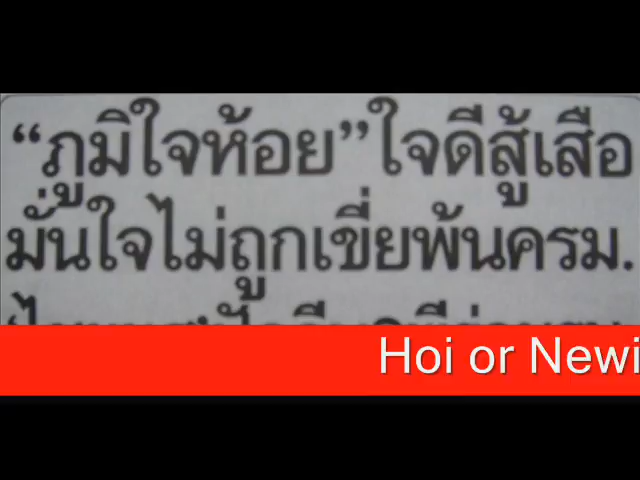 “ภูมิใจห้อย”ใจดีสู้เสือ
มั่นใจไม่ถูกเขี่ยพ้นครม.
Hoi or Newi